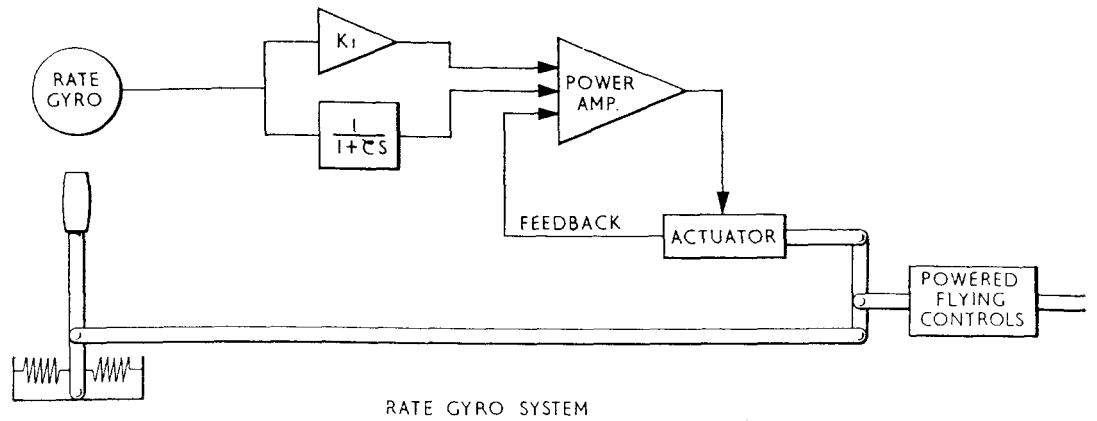 RATE
GYRO
K1
1
1+τS
POWER
AMP.
FEEDBACK
ACTUATOR
POWERED
FLYING
CONTROLS
RATE GYRO SYSTEM